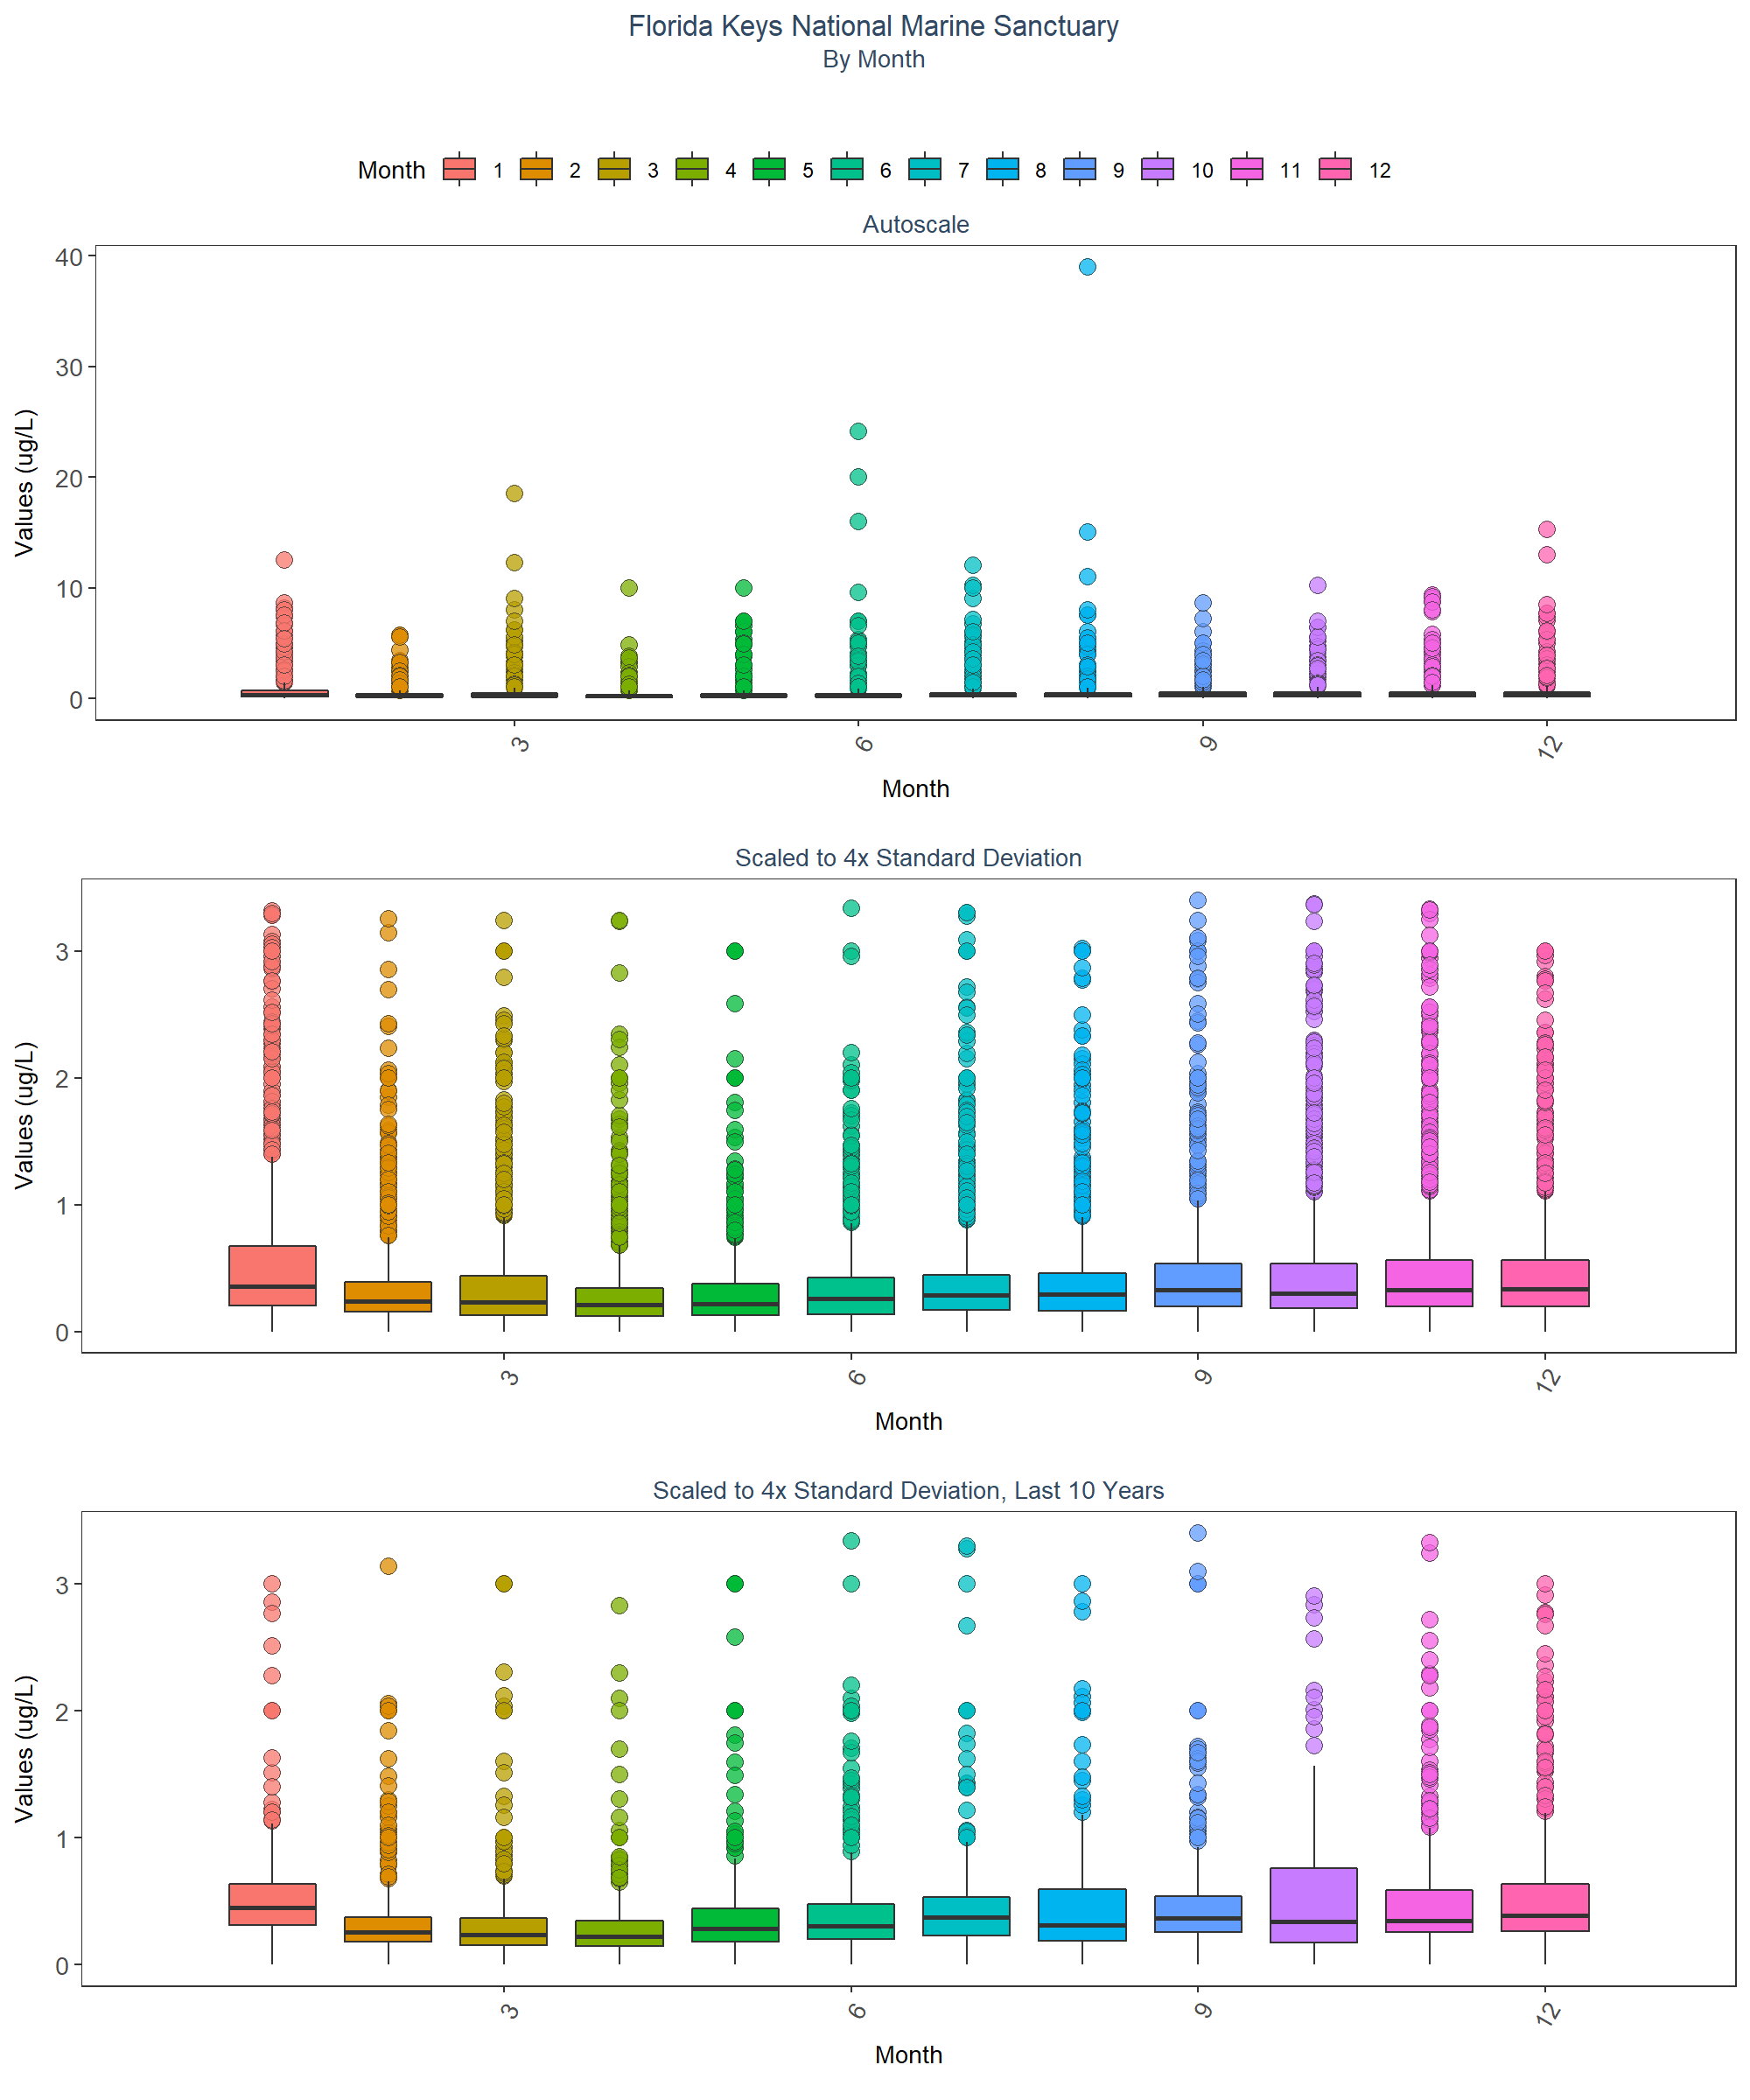 Florida Keys National Marine Sanctuary
By Month
Month 1 2 3 4 5 6 7 8 9 10 11 12
Autoscale
Values (ug/L)
40
30
20
10
0
3 6 9 12
Month
Scaled to 4x Standard Deviation
Values (ug/L)
3
2
1
0
3 6 9 12
Month
Scaled to 4x Standard Deviation, Last 10 Years
Values (ug/L)
3
2
1
0
3 6 9 12
Month